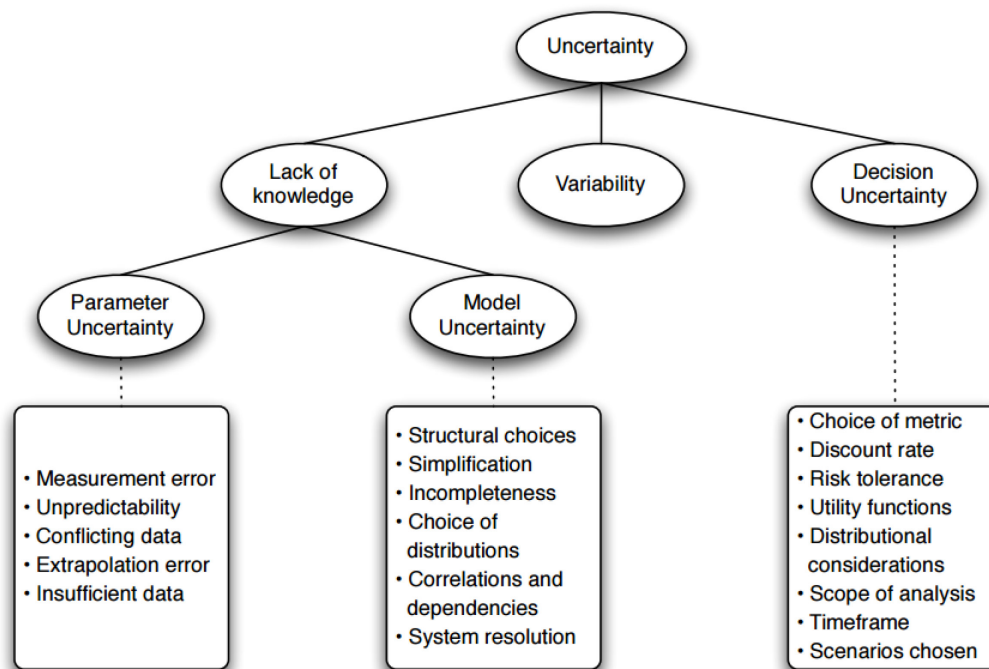 Uncertainty
Lack of
knowledge
Variability
Decision
Uncertainty
Parameter
Uncertainty
Model
Uncertainty
• Measurement error
• Unpredictability
• Conflicting data
• Extrapolation error
• Insufficient data
• Structural choices
• Simplification
• Incompleteness
• Choice of
distributions
• Correlations and
dependencies
• System resolution
• Choice of metric
• Discount rate
• Risk tolerance
• Utility functions
• Distributional
considerations
• Scope of analysis
• Timeframe
• Scenarios chosen